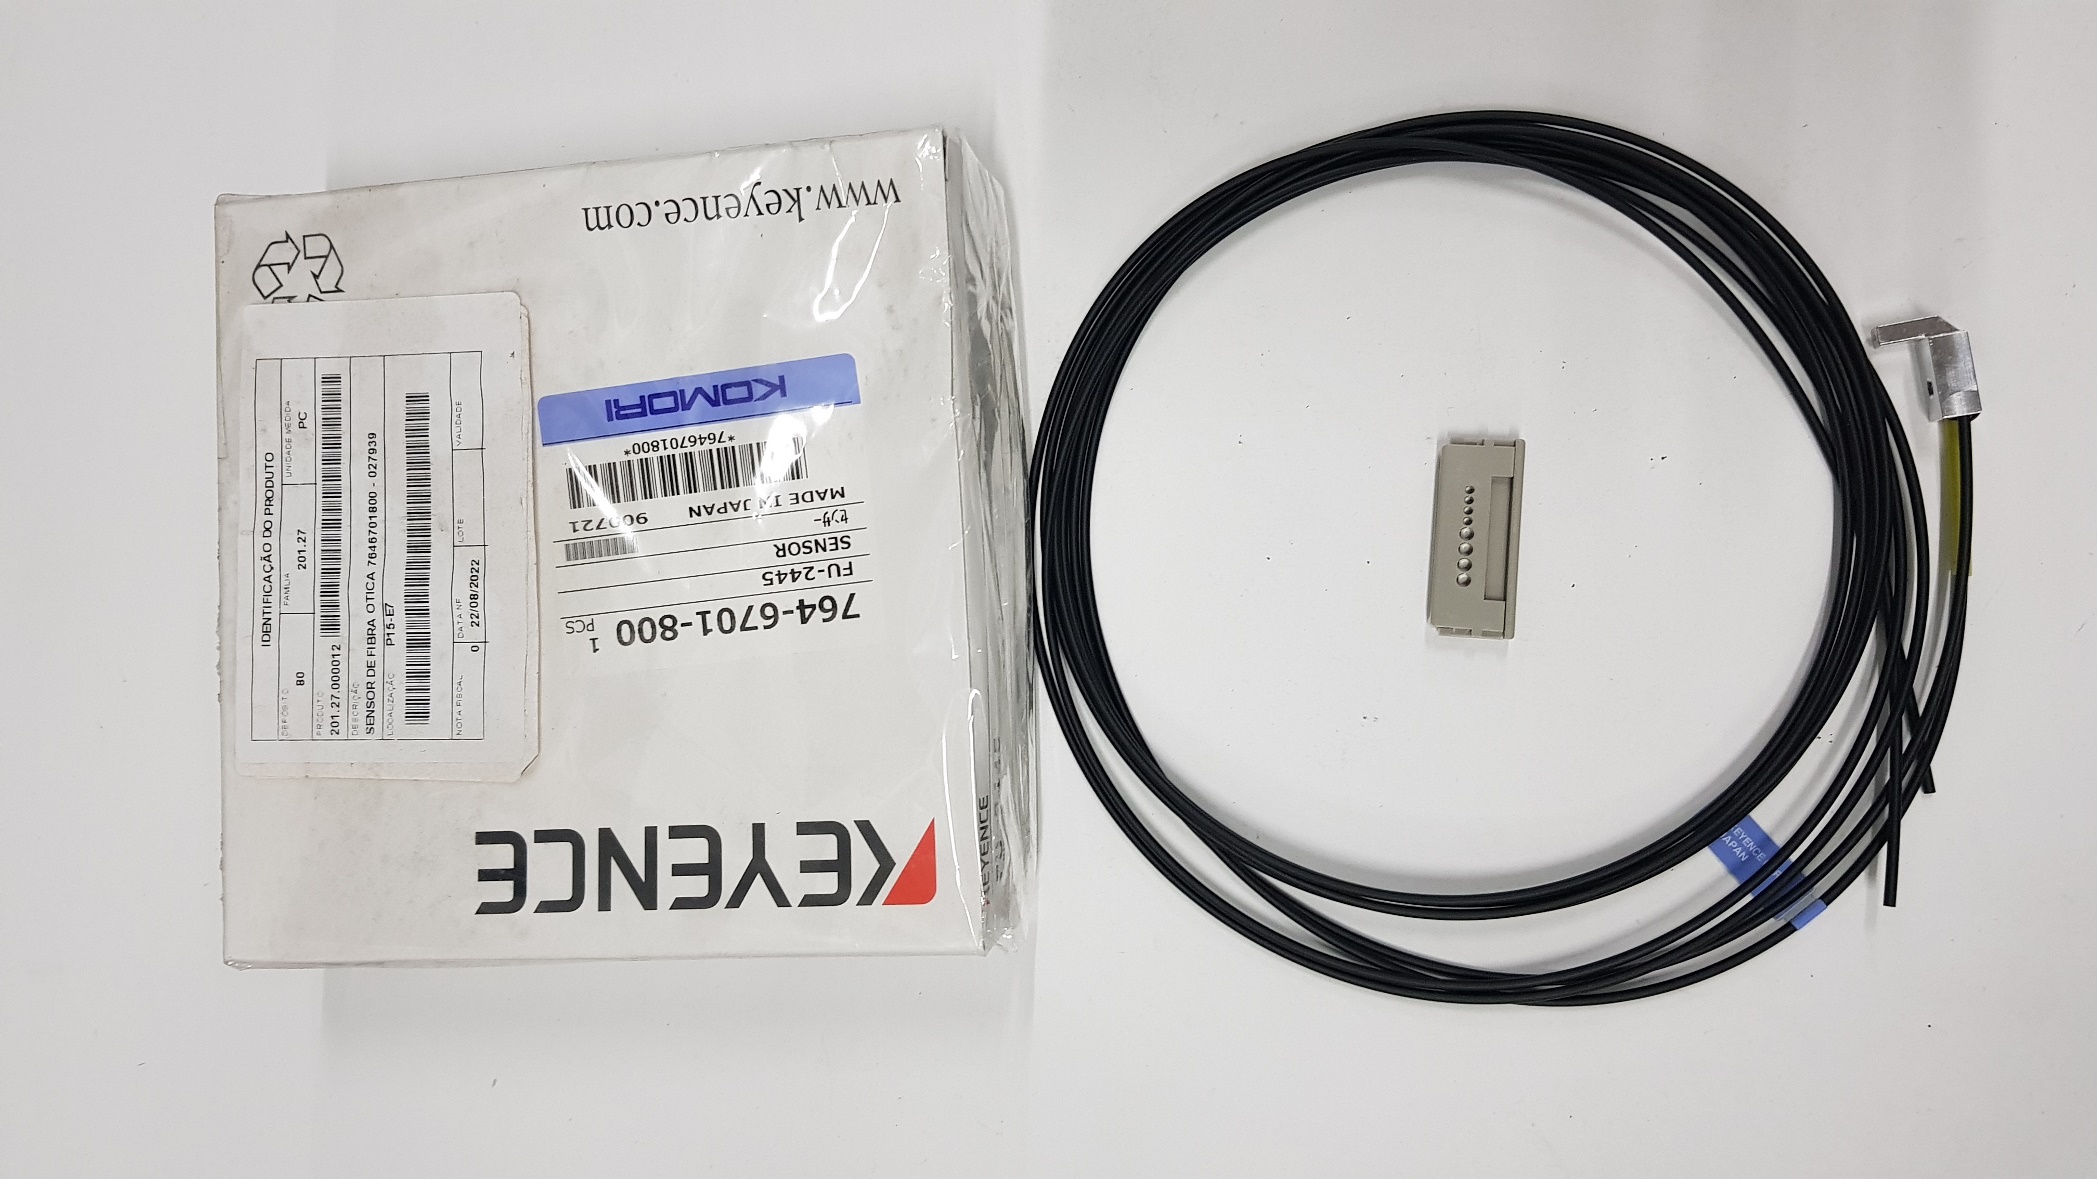 IDENTIFICAÇÃO DO PRODUTO
DEPÓSITO FAMÍLIA UNIDADE MEDIDA
80 201.27 PC
PRODUTO
201.27.000012
DESCRIÇÃO
SENSOR DE FIBRA OTICA 7646701800 - 027939
LOCALIZAÇÃO P15-E7
NOTA FISCAL DATA NF LOTE VALIDADE
0 22/08/2022
KEYENCE
764-6701-800 1 PCS
FU-2445
SENSOR
センサー
MADE IN JAPAN
*7646701800*
KOMORI
www.keyence.com
KEYENCE
KEYENCE
JAPAN